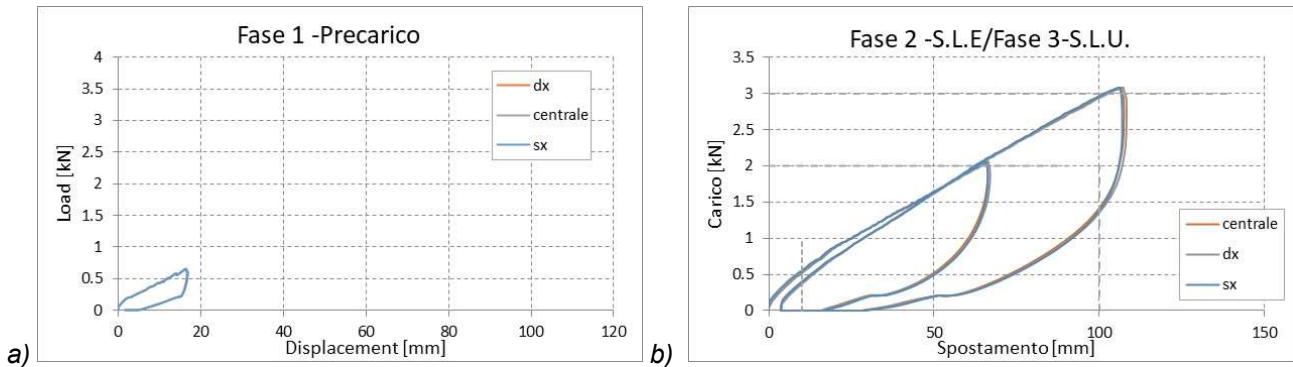 Fase 1 -Precarico
4
3.5
3
2.5
2
1.5
1
0.5
0
Load [kN]
dx
centrale
sx
0 20 40 60 80 100 120
Displacement [mm]
a)
Fase 2 -S.L.E/Fase 3-S.L.U.
3.5
3
2.5
2
1.5
1
0.5
0
Carico [kN]
centrale
dx
sx
0 50 100 150
Spostamento [mm]
b)